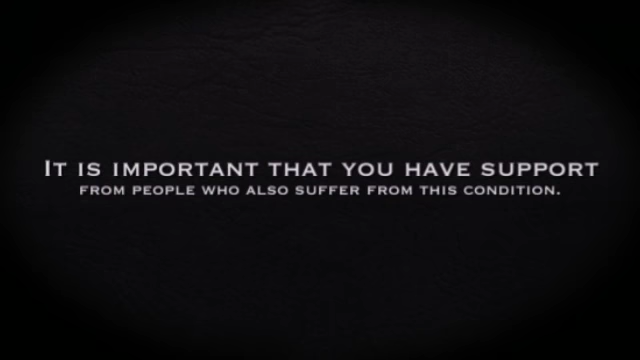 It is important that you have support
from people who also suffer from this condition.